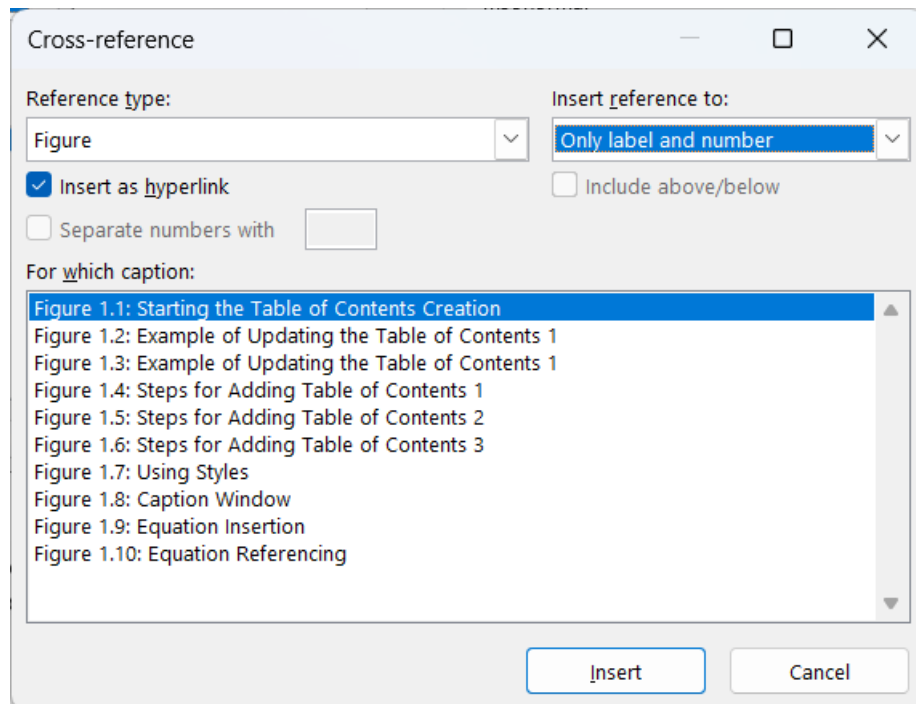 Cross-reference
Reference type:
Insert reference to:
Figure
Only label and number
Insert as hyperlink
Include above/below
Separate numbers with
For which caption:
Figure 1.1: Starting the Table of Contents Creation
Figure 1.2: Example of Updating the Table of Contents 1
Figure 1.3: Example of Updating the Table of Contents 1
Figure 1.4: Steps for Adding Table of Contents 1
Figure 1.5: Steps for Adding Table of Contents 2
Figure 1.6: Steps for Adding Table of Contents 3
Figure 1.7: Using Styles
Figure 1.8: Caption Window
Figure 1.9: Equation Insertion
Figure 1.10: Equation Referencing
Insert
Cancel